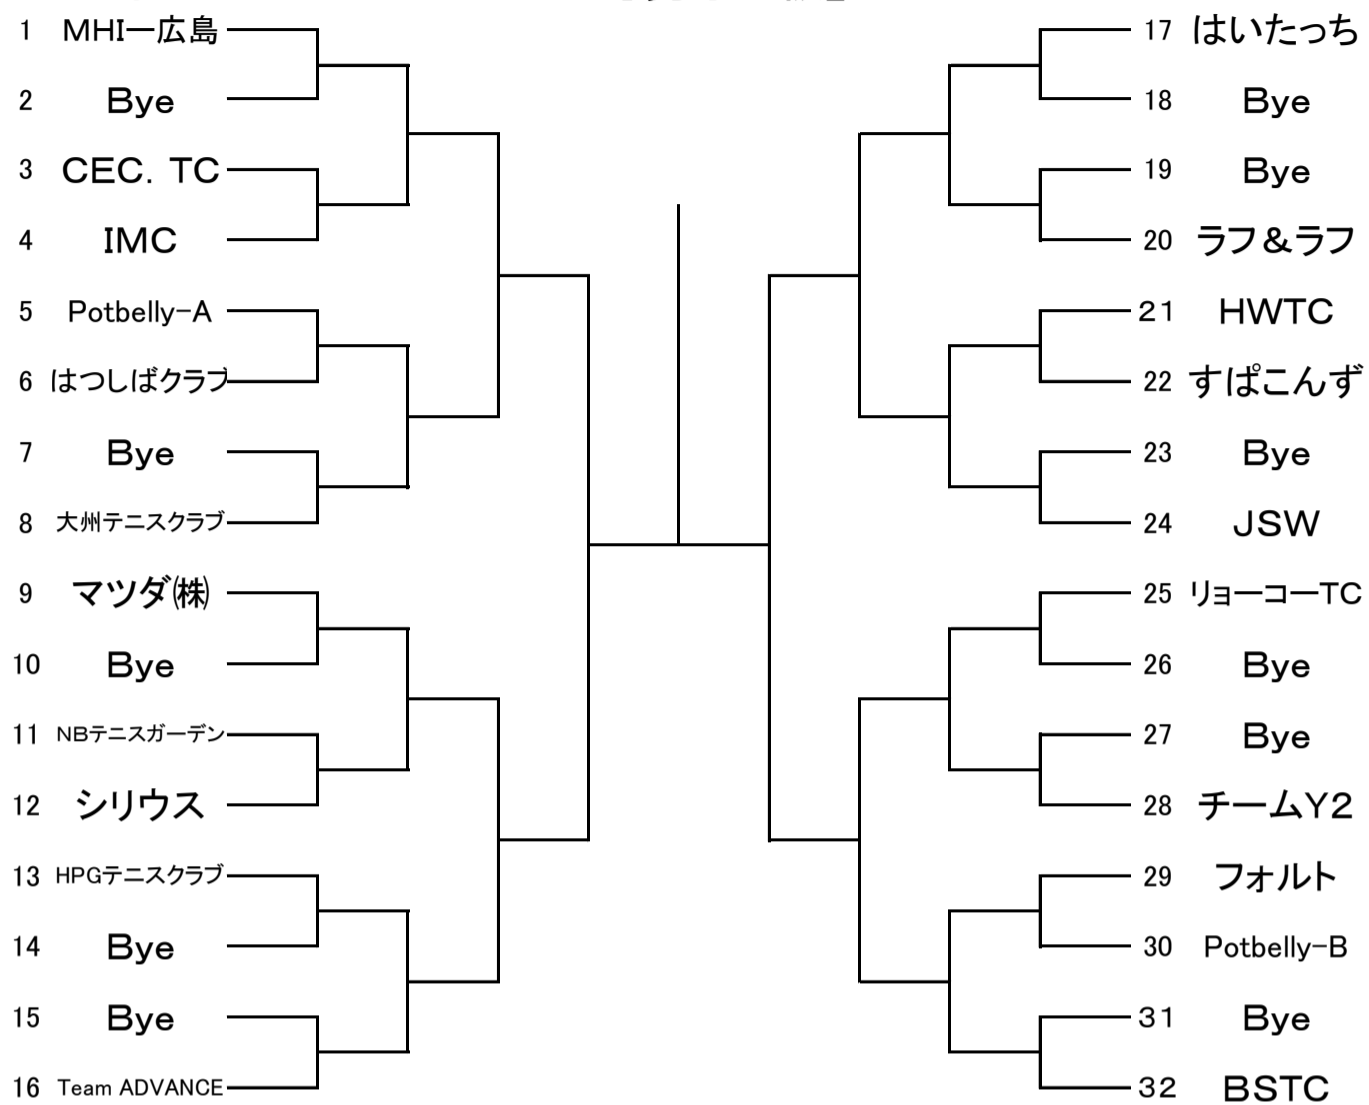 1 MHIー広島
2 Bye
3 CEC. TC
4 IMC
5 Potbelly-A
6 はつしばクラブ
7 Bye
8 大州テニスクラブ
9 マツダ㈱
10 Bye
11 NBテニスガーデン
12 シリウス
13 HPGテニスクラブ
14 Bye
15 Bye
16 Team ADVANCE
17 はいたっち
18 Bye
19 Bye
20 ラフ&ラフ
21 HWTC
22 すぱこんず
23 Bye
24 JSW
25 リョーコーTC
26 Bye
27 Bye
28 チームY2
29 フォルト
30 Potbelly-B
31 Bye
32 BSTC